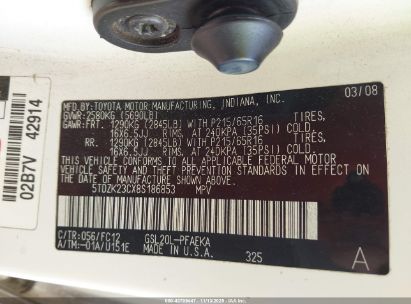 MFD.BY:TOYOTA MOTOR MANUFACTURING, INDIANA, INC. 03/08
GVWR:2580KG (5690LB)
GAWR:FRT. 1290KG (2845LB) WITH P215/65R16 TIRES,
16X6.5JJ RIMS, AT 240KPA (35PSI) COLD.
RR. 1290KG (2845LB) WITH P215/65R16 TIRES,
16X6.5JJ RIMS, AT 240KPA (35PSI) COLD.
THIS VEHICLE CONFORMS TO ALL APPLICABLE FEDERAL MOTOR
VEHICLE SAFETY, AND THEFT PREVENTION STANDARDS IN EFFECT
ON THE DATE OF MANUFACTURE SHOWN ABOVE.
5TDZK23CX8S186853 MPV
C/TR:056/FC12 GSL20L-PFAEKA
A/TM:-01A/U151E MADE IN U.S.A. 325 A
02B7V 42914